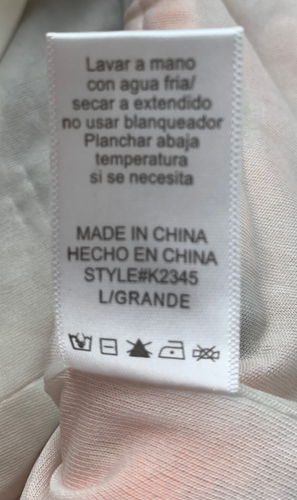 Lavar a mano
con agua fria/
secar a extendido
no usar blanqueador
Planchar abaja
temperatura
si se necesita
MADE IN CHINA
HECHO EN CHINA
STYLE#K2345
L/GRANDE